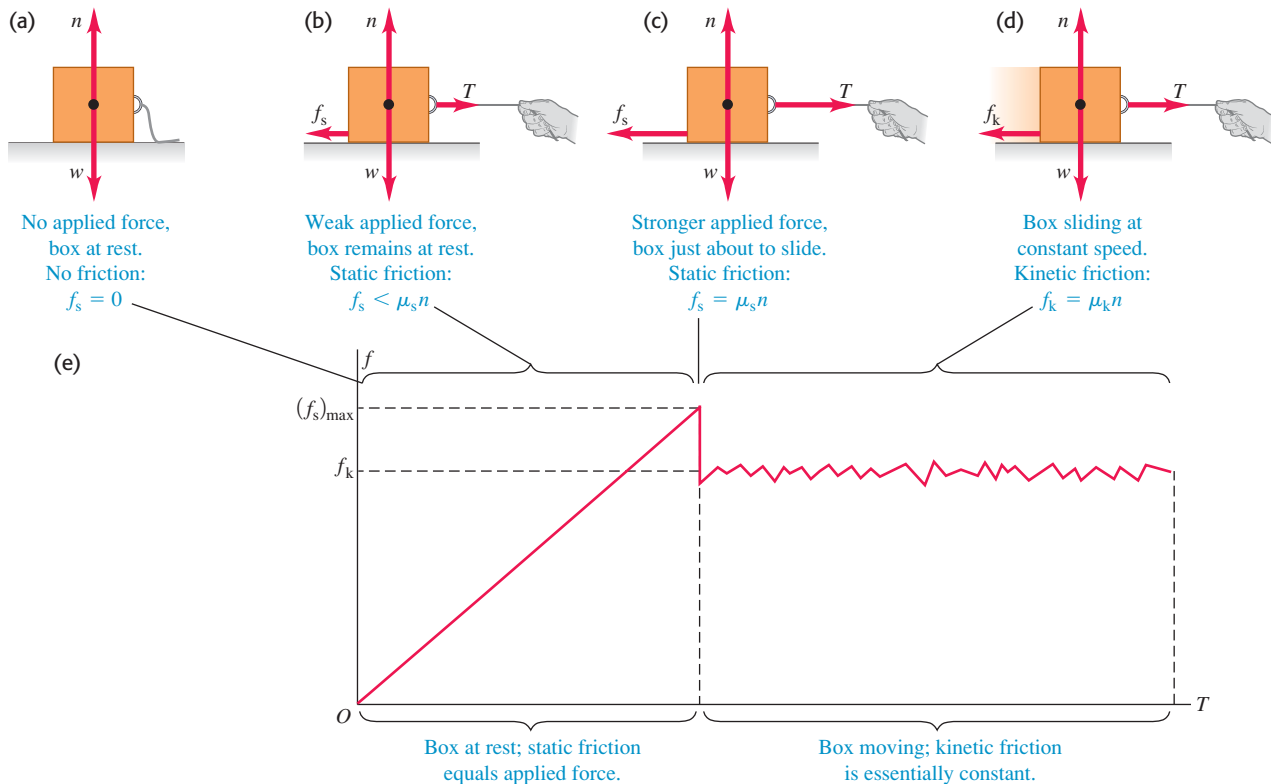 (a)
n
w
No applied force,
box at rest.
No friction:
fs = 0
(b)
n
T
fs
w
Weak applied force,
box remains at rest.
Static friction:
fs < μsn
(c)
n
T
fs
w
Stronger applied force,
box just about to slide.
Static friction:
fs = μsn
(d)
n
T
fk
w
Box sliding at
constant speed.
Kinetic friction:
fk = μkn
(e)
f
(fs)max
fk
O
T
Box at rest; static friction
equals applied force.
Box moving; kinetic friction
is essentially constant.